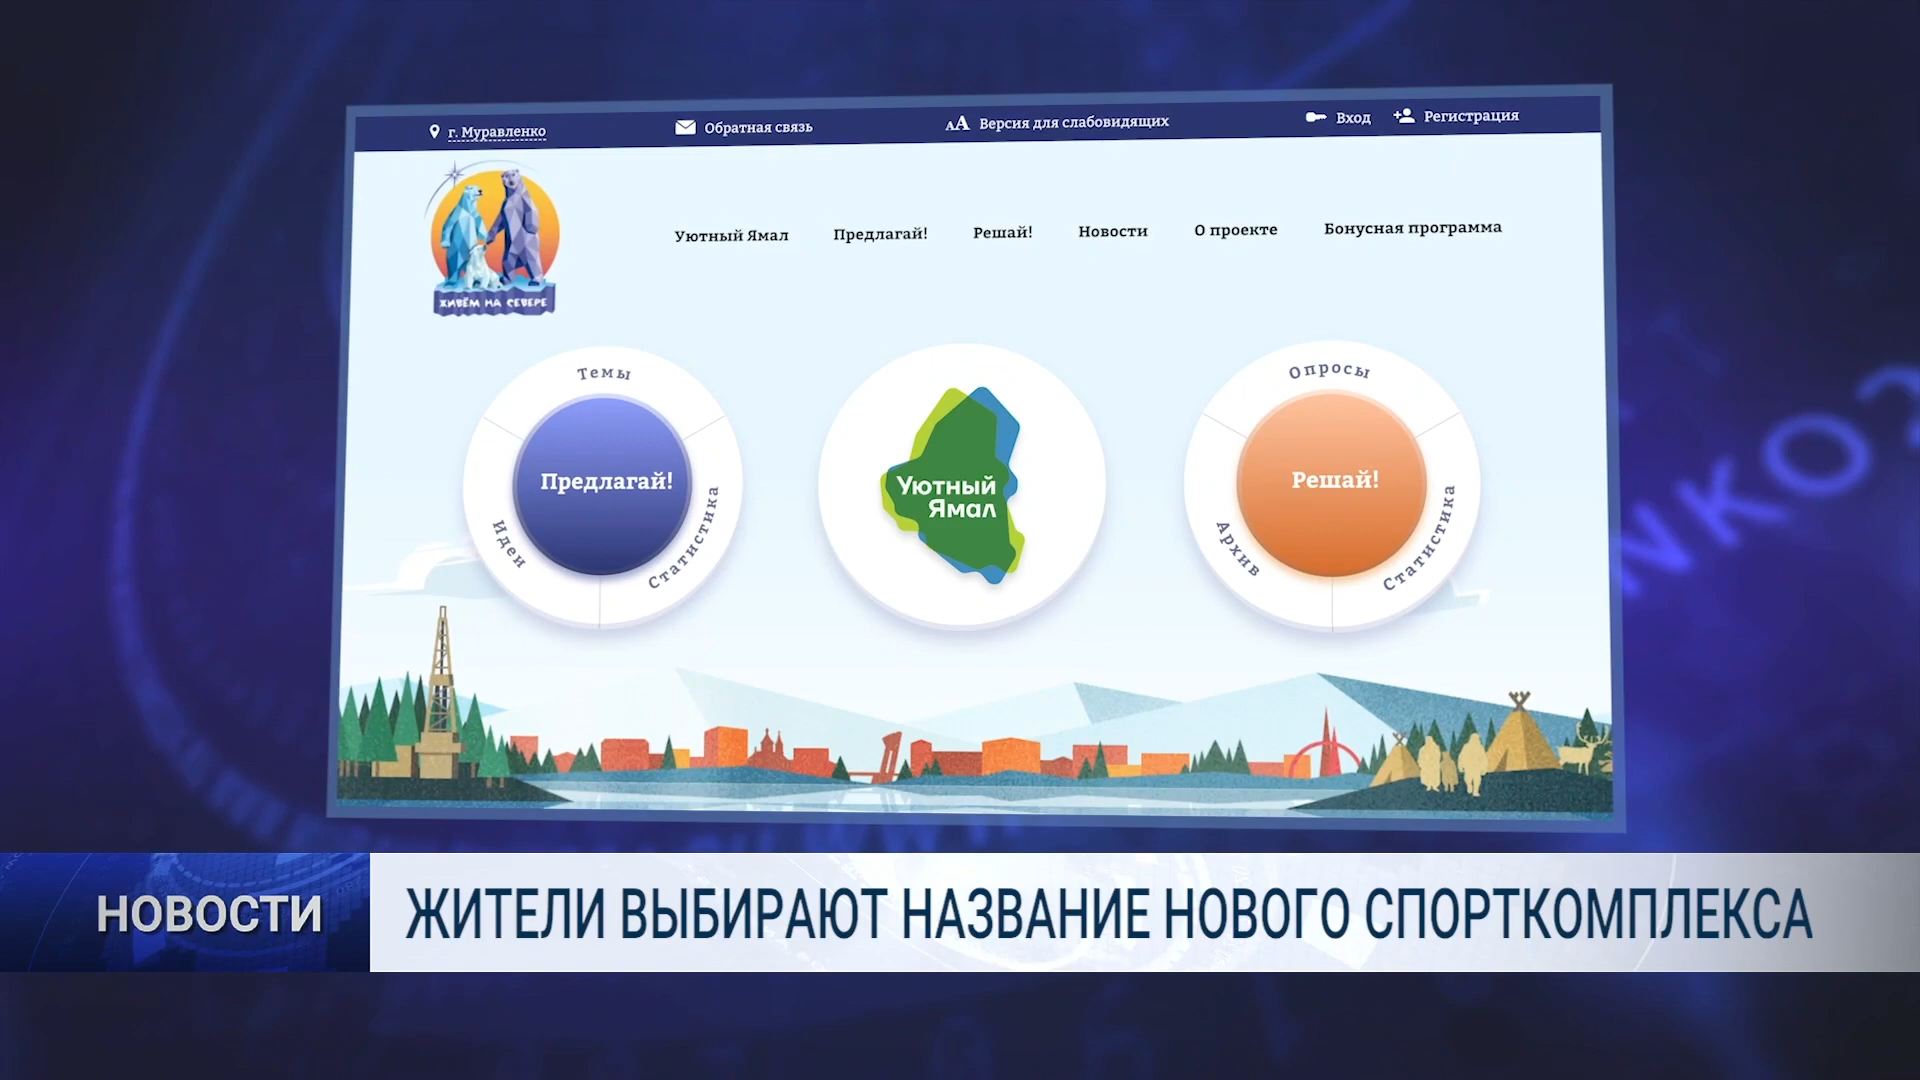 г. Муравленко
Обратная связь
Версия для слабовидящих
Вход
Регистрация
ЖИВЁМ НА СЕВЕРЕ
Уютный Ямал
Предлагай!
Решай!
Новости
О проекте
Бонусная программа
Темы
Предлагай!
Идеи
Статистика
Уютный
Ямал
Опросы
Решай!
Архив
Статистика
НОВОСТИ
ЖИТЕЛИ ВЫБИРАЮТ НАЗВАНИЕ НОВОГО СПОРТКОМПЛЕКСА